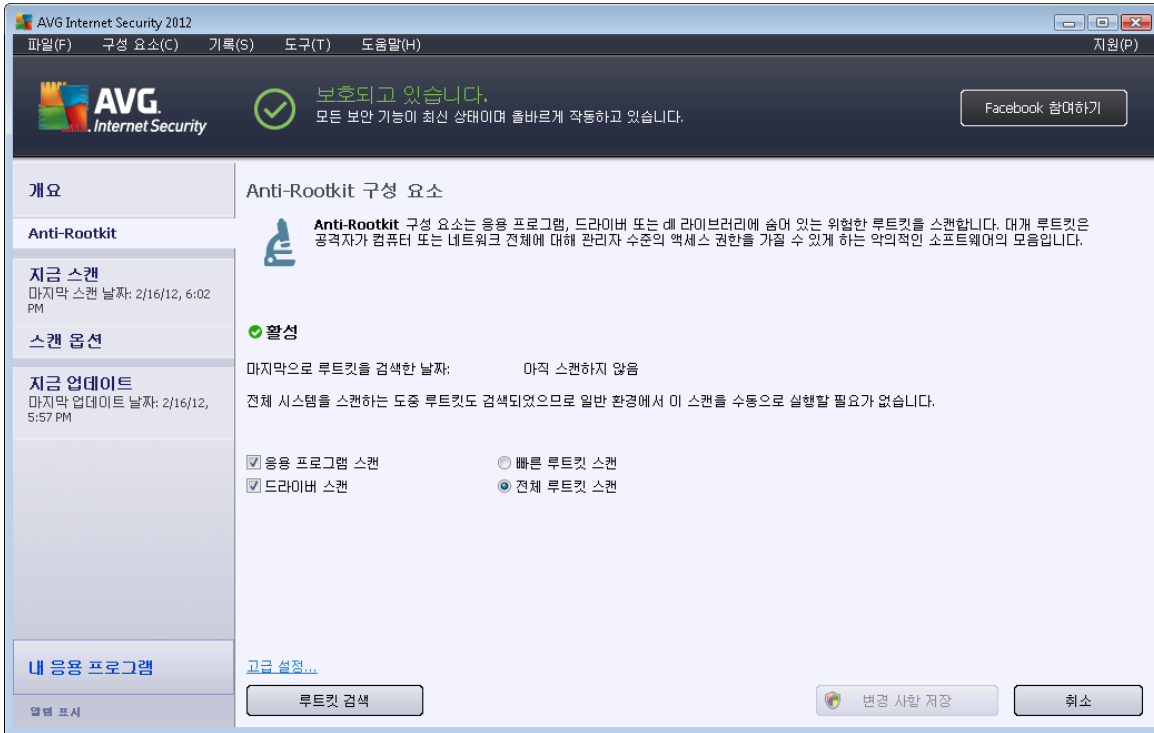 AVG Internet Security 2012
파일(F) 구성 요소(C) 기록(S) 도구(T) 도움말(H) 지원(P)
AVG.
Internet Security
보호되고 있습니다.
모든 보안 기능이 최신 상태이며 올바르게 작동하고 있습니다.
Facebook 참여하기
개요
Anti-Rootkit
지금 스캔
마지막 스캔 날짜: 2/16/12, 6:02
PM
스캔 옵션
지금 업데이트
마지막 업데이트 날짜: 2/16/12,
5:57 PM
내 응용 프로그램
알림 표시
Anti-Rootkit 구성 요소
Anti-Rootkit 구성 요소는 응용 프로그램, 드라이버 또는 dll 라이브러리에 숨어 있는 위험한 루트킷을 스캔합니다. 대개 루트킷은
공격자가 컴퓨터 또는 네트워크 전체에 대해 관리자 수준의 액세스 권한을 가질 수 있게 하는 악의적인 소프트웨어의 모음입니다.
활성
마지막으로 루트킷을 검색한 날짜: 아직 스캔하지 않음
전체 시스템을 스캔하는 도중 루트킷도 검색되었으므로 일반 환경에서 이 스캔을 수동으로 실행할 필요가 없습니다.
응용 프로그램 스캔 빠른 루트킷 스캔
드라이버 스캔 전체 루트킷 스캔
고급 설정...
루트킷 검색 변경 사항 저장 취소